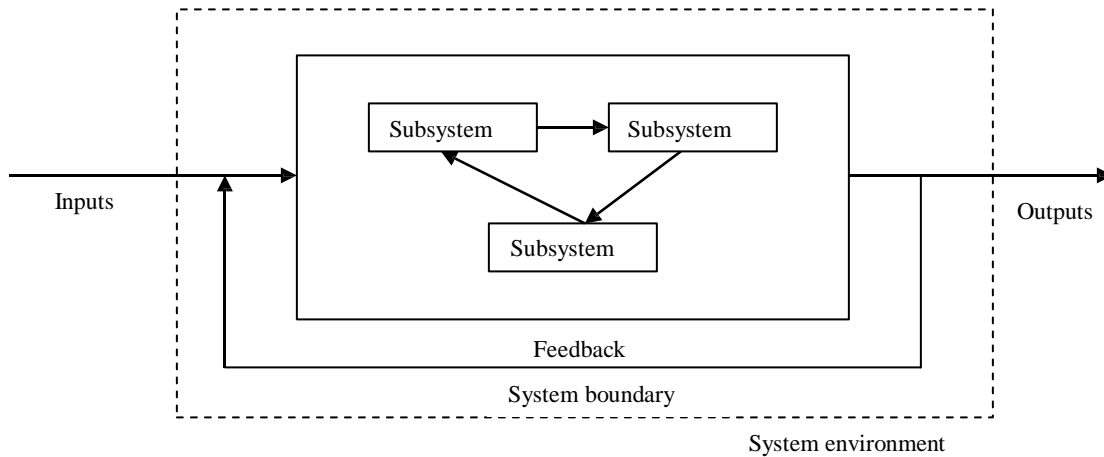 Subsystem
Subsystem
Inputs
Outputs
Subsystem
Feedback
System boundary
System environment